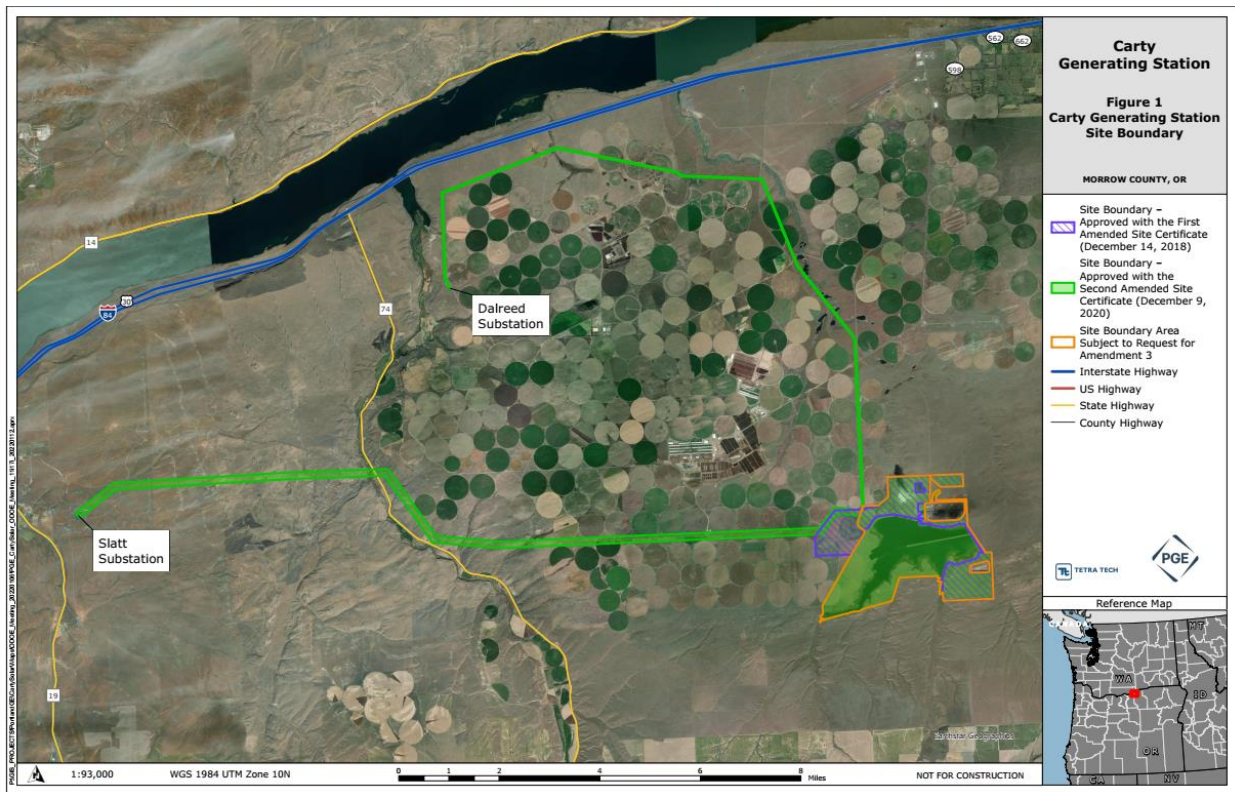 562
662
598
14
30
84
74
Dalreed
Substation
Slatt
Substation
19
Earthstar Geographics
Carty
Generating Station
Figure 1
Carty Generating Station
Site Boundary
MORROW COUNTY, OR
Site Boundary –
Approved with the First
Amended Site Certificate
(December 14, 2018)
Site Boundary –
Approved with the
Second Amended Site
Certificate (December 9,
2020)
Site Boundary Area
Subject to Request for
Amendment 3
Interstate Highway
US Highway
State Highway
County Highway
TETRA TECH
PGE
Reference Map
CANADA
MT
WA
ID
OR
CA
NV
1:93,000
WGS 1984 UTM Zone 10N
0 2 4 6 8
Miles
NOT FOR CONSTRUCTION